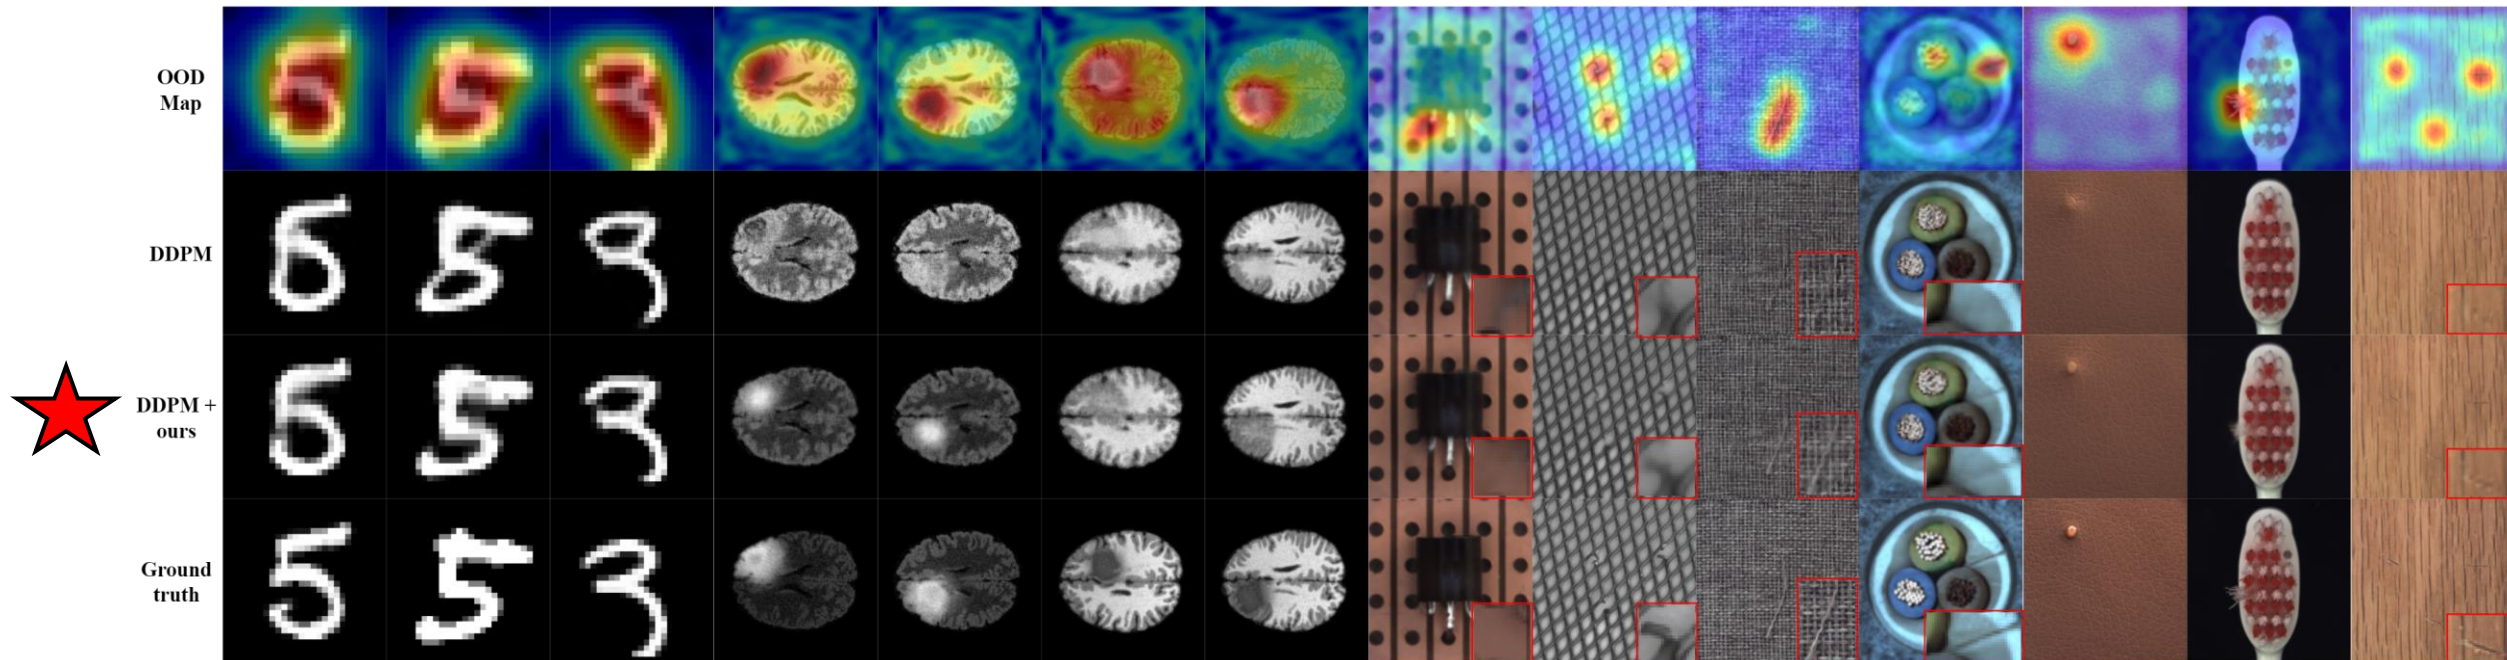 OOD
Map
DDPM
DDPM +
ours
Ground
truth